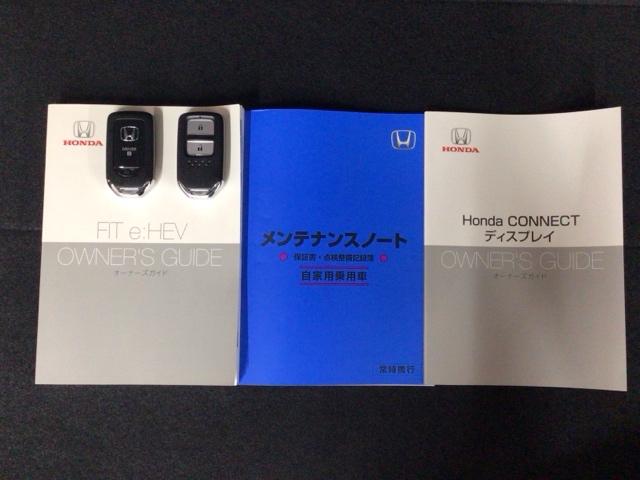 HONDA
FIT e:HEV
OWNER'S GUIDE
オーナーズガイド
メンテナンスノート
保証書・点検整備記録簿
自家用乗用車
常時携行
HONDA
Honda CONNECT
ディスプレイ
OWNER'S GUIDE
オーナーズガイド